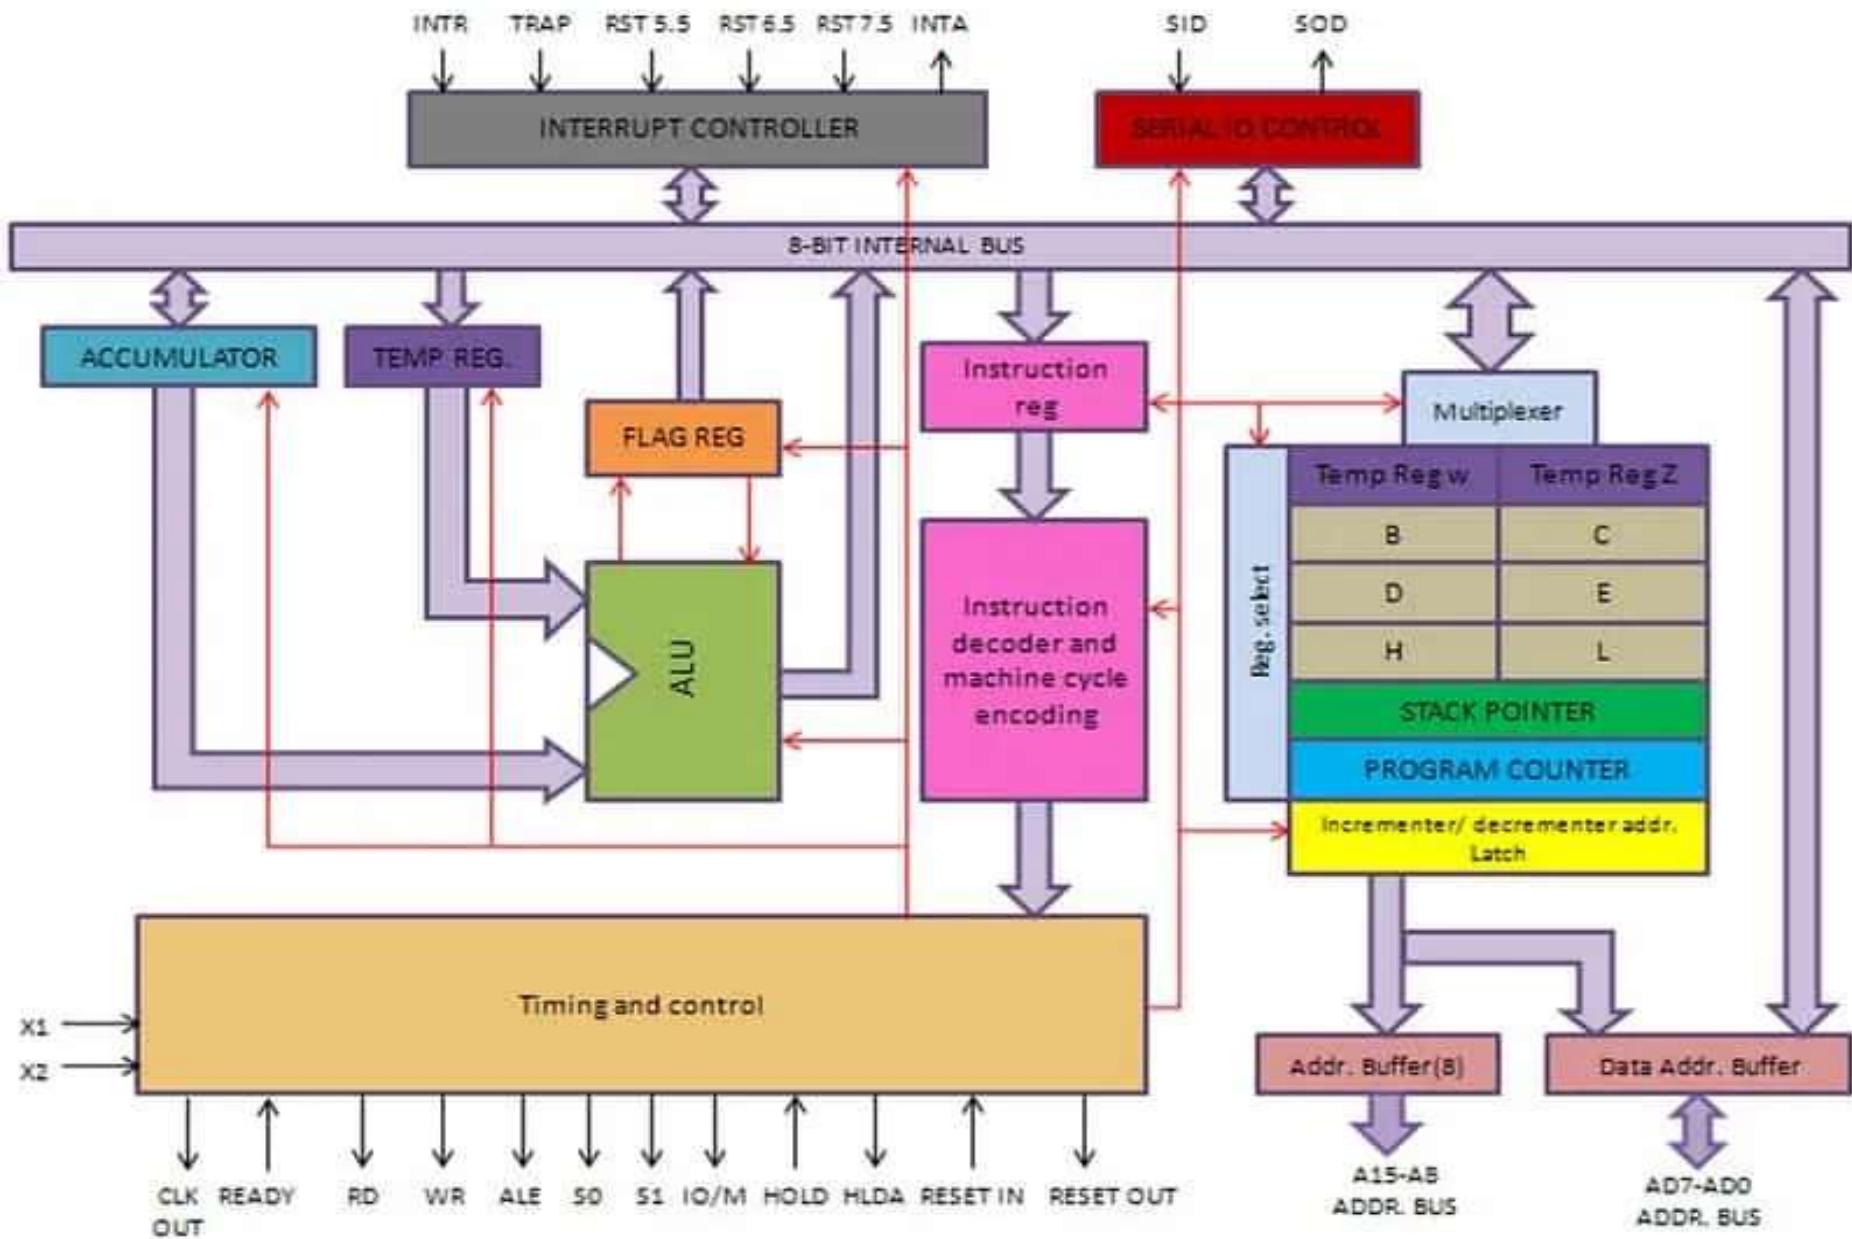 INTR TRAP RST 5.5 RST 6.5 RST 7.5 INTA SID SOD
INTERRUPT CONTROLLER
SERIAL IO CONTROL
8-BIT INTERNAL BUS
ACCUMULATOR
TEMP REG.
FLAG REG
ALU
Instruction
reg
Instruction
decoder and
machine cycle
encoding
Multiplexer
Reg. select
Temp Reg w
Temp Reg Z
B
C
D
E
H
L
STACK POINTER
PROGRAM COUNTER
Incrementer/ decrementer addr.
Latch
Timing and control
X1
X2
Addr. Buffer(8)
Data Addr. Buffer
CLK
OUT
READY
RD
WR
ALE
S0
S1
IO/M
HOLD
HLDA
RESET IN
RESET OUT
A15-A8
ADDR. BUS
AD7-AD0
ADDR. BUS